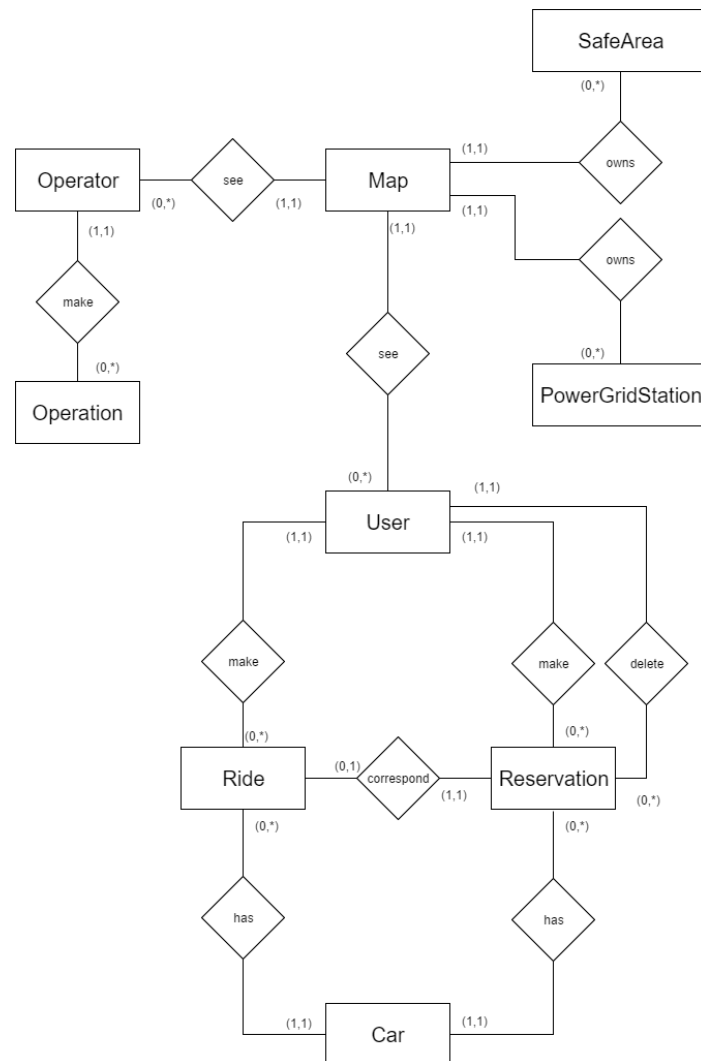 SafeArea
(0,*)
(1,1)
owns
Operator
see
Map
(0,*)
(1,1)
(1,1)
(1,1)
(1,1)
owns
make
see
(0,*)
(0,*)
Operation
PowerGridStation
(0,*)
(1,1)
User
(1,1)
(1,1)
make
make
delete
(0,*)
(0,*)
Ride
(0,1)
correspond
(1,1)
Reservation
(0,*)
(0,*)
(0,*)
has
has
(1,1)
Car
(1,1)